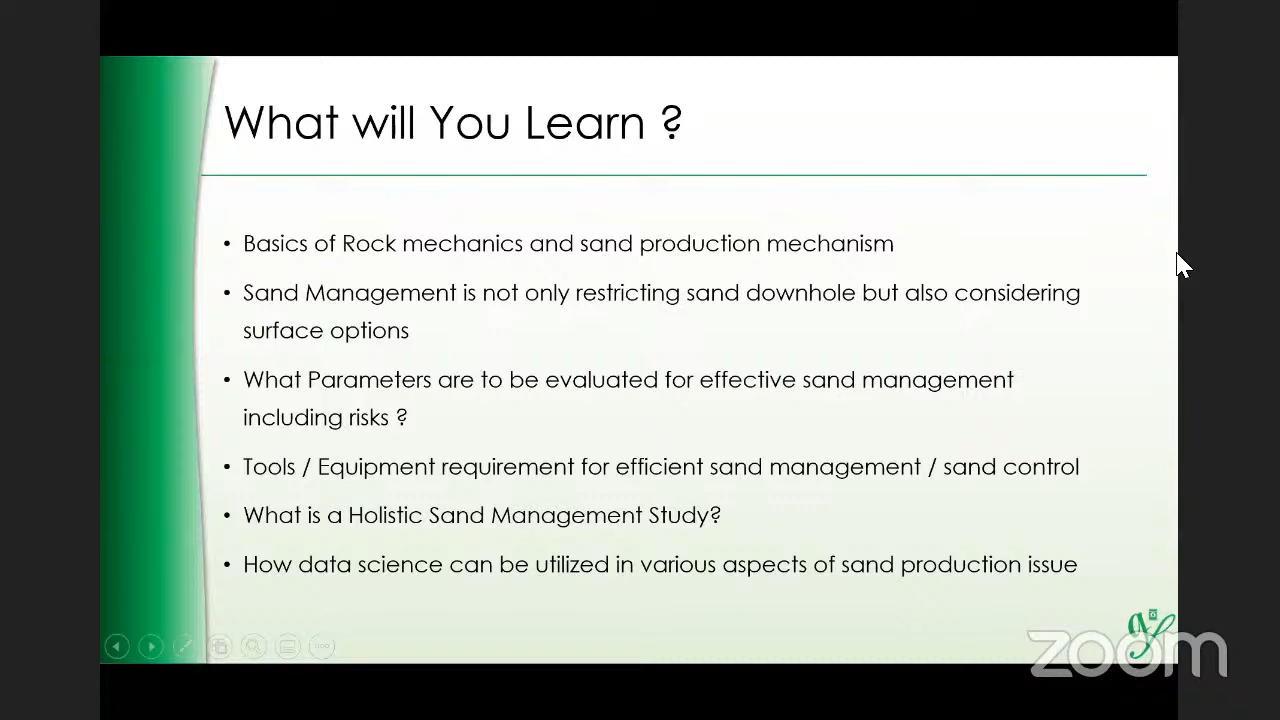 What will You Learn ?
• Basics of Rock mechanics and sand production mechanism
• Sand Management is not only restricting sand downhole but also considering
surface options
• What Parameters are to be evaluated for effective sand management
including risks ?
• Tools / Equipment requirement for efficient sand management / sand control
• What is a Holistic Sand Management Study?
• How data science can be utilized in various aspects of sand production issue
zoom